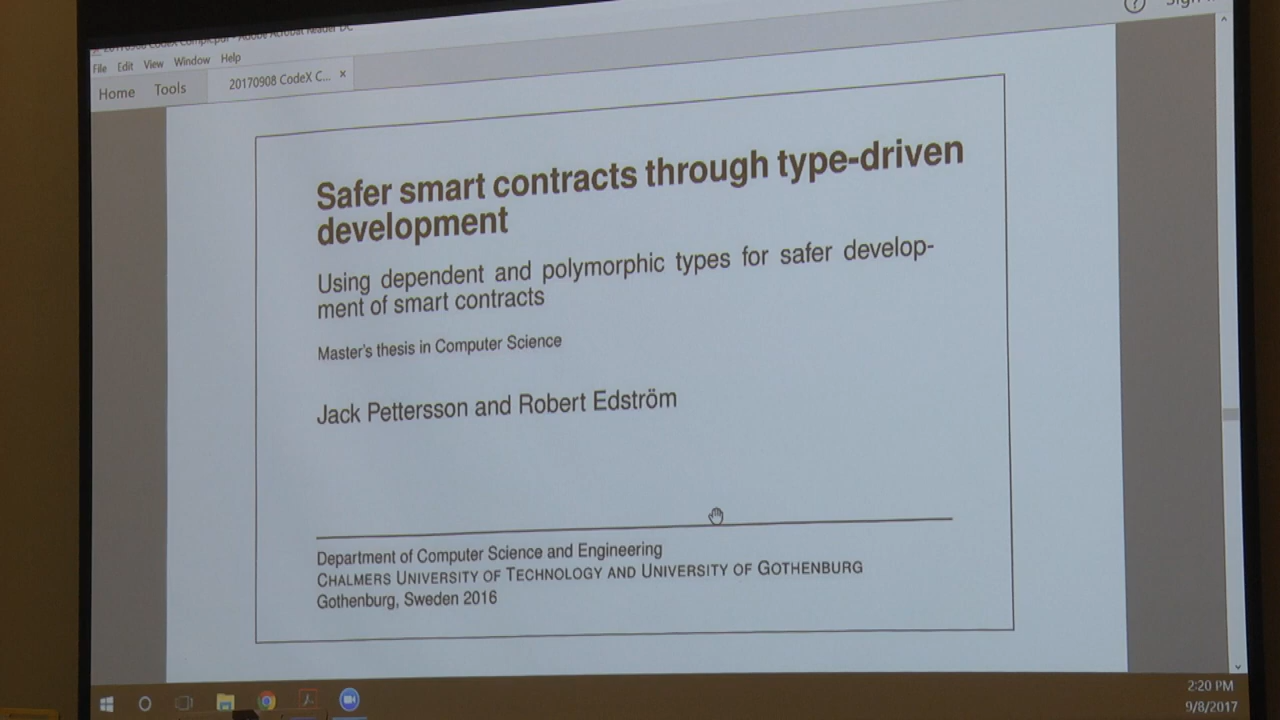 File Edit View Window Help
Home Tools 20170908 CodeX C... ×
Safer smart contracts through type-driven
development
Using dependent and polymorphic types for safer develop-
ment of smart contracts
Master's thesis in Computer Science
Jack Pettersson and Robert Edström
Department of Computer Science and Engineering
CHALMERS UNIVERSITY OF TECHNOLOGY AND UNIVERSITY OF GOTHENBURG
Gothenburg, Sweden 2016
2:20 PM
9/8/2017